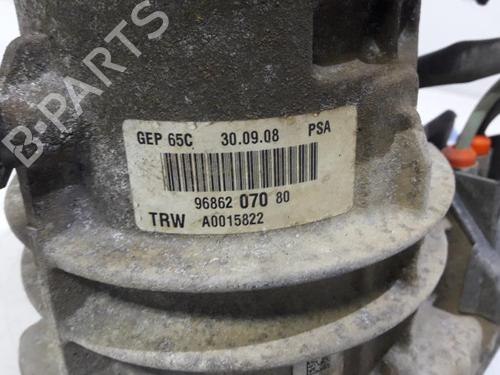 B-PARTS
GEP 65C 30.09.08 PSA
96862 070 80
TRW A0015822